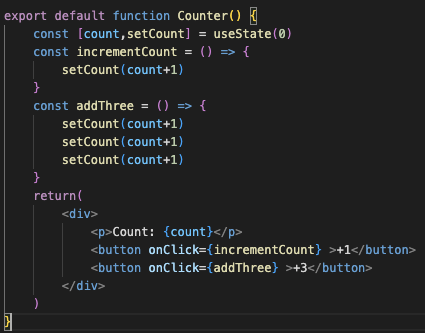 export default function Counter() {
    const [count,setCount] = useState(0)
    const incrementCount = () => {
        setCount(count+1)
    }
    const addThree = () => {
        setCount(count+1)
        setCount(count+1)
        setCount(count+1)
    }
    return(
        <div>
            <p>Count: {count}</p>
            <button onClick={incrementCount} >+1</button>
            <button onClick={addThree} >+3</button>
        </div>
    )
}